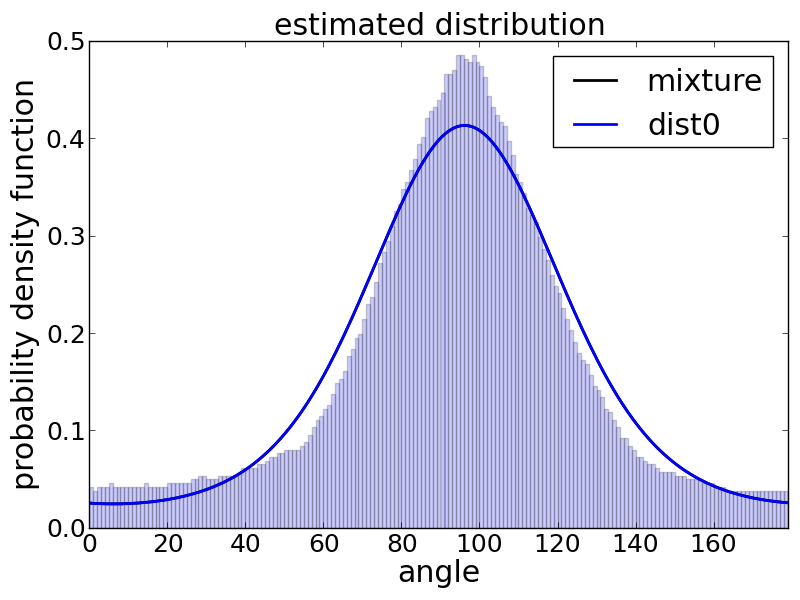 estimated distribution
probability density function
0.5
0.4
0.3
0.2
0.1
0.0
mixture
dist0
0 20 40 60 80 100 120 140 160
angle